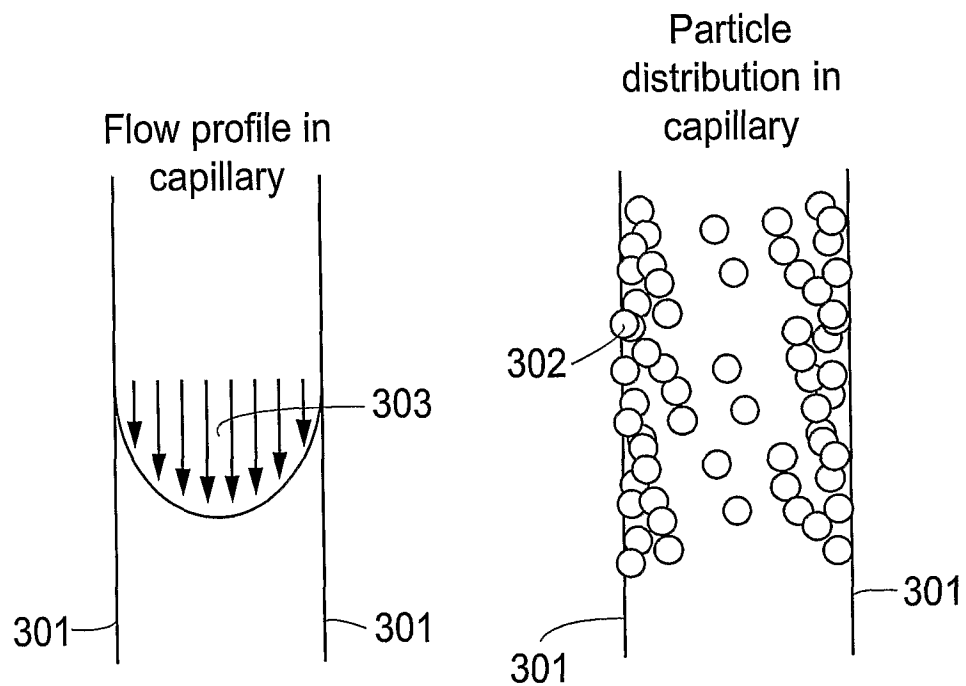 Flow profile in
capillary
303
301
301
Particle
distribution in
capillary
302
301
301